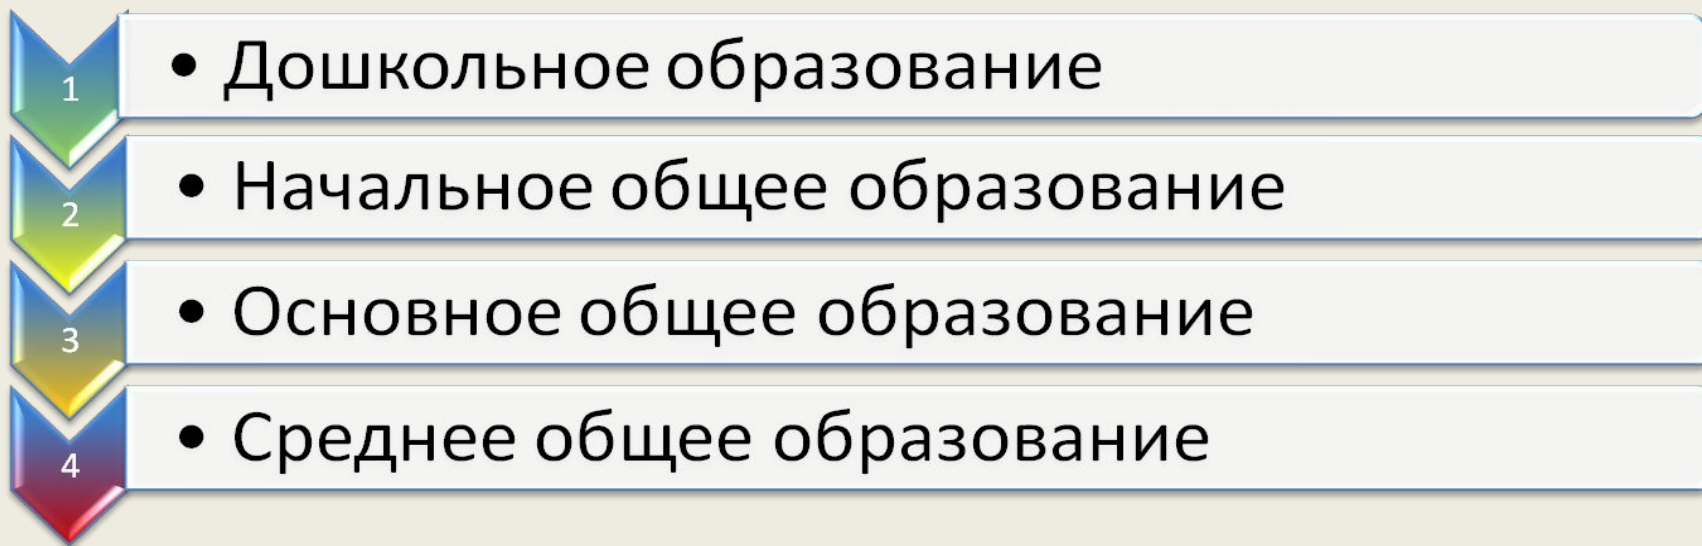 1 • Дошкольное образование
2 • Начальное общее образование
3 • Основное общее образование
4 • Среднее общее образование